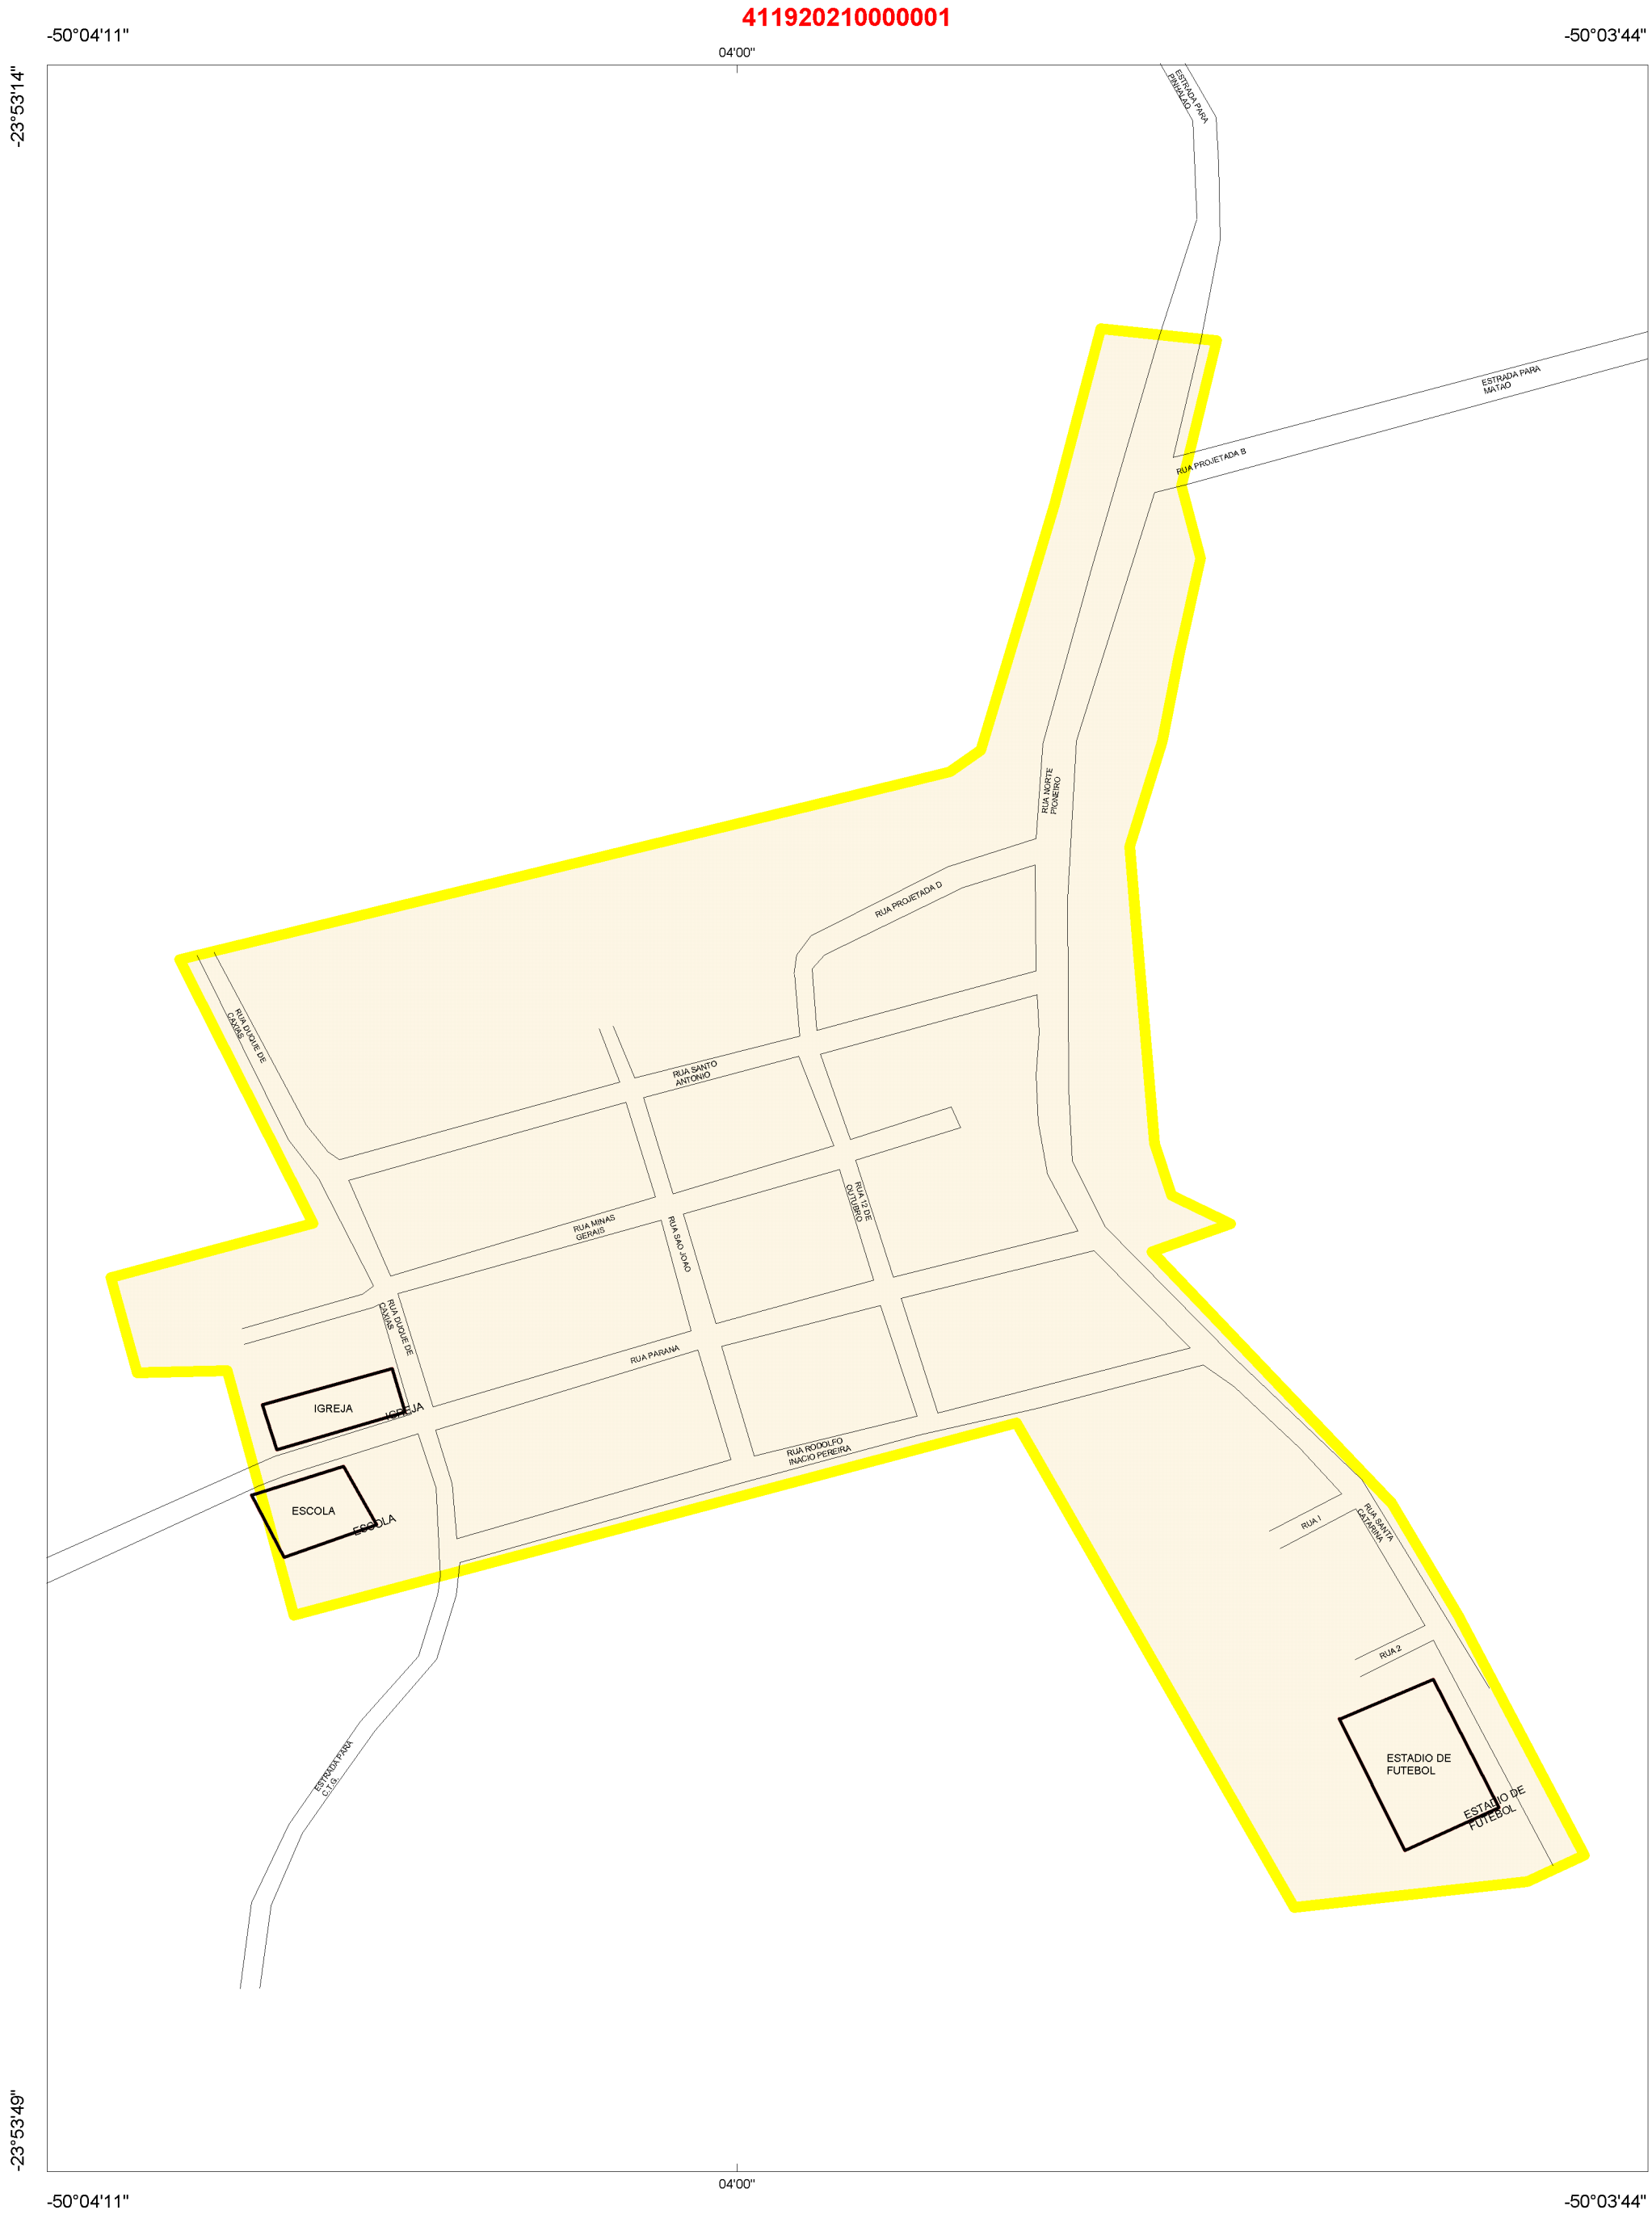 411920210000001
-50°04'11"
04'00"
-50°03'44"
-23°53'14"
ESTRADA PARA
PINHALAO
ESTRADA PARA
MATAO
RUA PROJETADA B
RUA NORTE
PIONEIRO
RUA PROJETADA D
RUA DUQUE DE
CAXIAS
RUA SANTO
ANTONIO
RUA 12 DE
OUTUBRO
RUA MINAS
GERAIS
RUA SAO JOAO
RUA DUQUE DE
CAXIAS
RUA PARANA
IGREJA
IGREJA
RUA RODOLFO
INACIO PEREIRA
ESCOLA
ESCOLA
RUA I
RUA SANTA
CATARINA
RUA 2
ESTRADA PARA
C.T.G.
ESTADIO DE
FUTEBOL
ESTADIO DE
FUTEBOL
-23°53'49"
-50°04'11"
04'00"
-50°03'44"